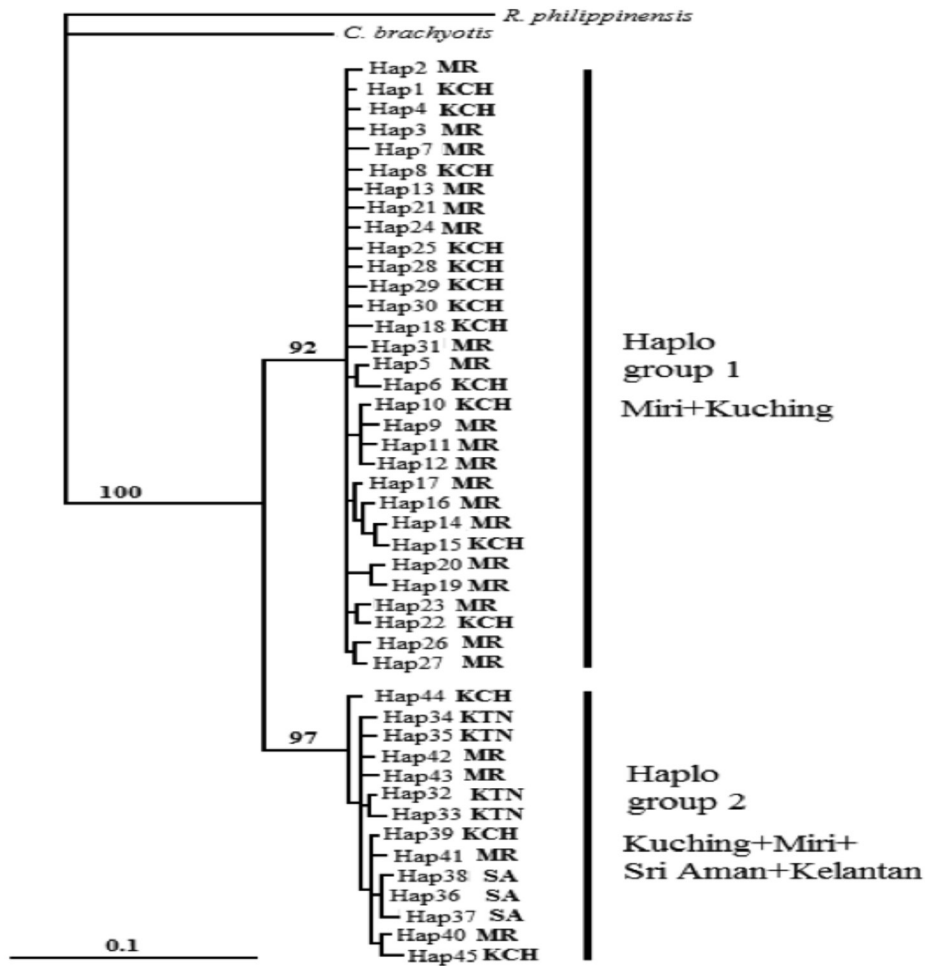 R. philippinensis
C. brachyotis
Hap2 MR
Hap1 KCH
Hap4 KCH
Hap3 MR
Hap7 MR
Hap8 KCH
Hap13 MR
Hap21 MR
Hap24 MR
Hap25 KCH
Hap28 KCH
Hap29 KCH
Hap30 KCH
Hap18 KCH
Hap31 MR
Hap5 MR
Hap6 KCH
Hap10 KCH
Hap9 MR
Hap11 MR
Hap12 MR
Hap17 MR
Hap16 MR
Hap14 MR
Hap15 KCH
Hap20 MR
Hap19 MR
Hap23 MR
Hap22 KCH
Hap26 MR
Hap27 MR
92
100
Haplo
group 1
Miri+Kuching
Hap44 KCH
Hap34 KTN
Hap35 KTN
Hap42 MR
Hap43 MR
Hap32 KTN
Hap33 KTN
Hap39 KCH
Hap41 MR
Hap38 SA
Hap36 SA
Hap37 SA
Hap40 MR
Hap45 KCH
97
Haplo
group 2
Kuching+Miri+
Sri Aman+Kelantan
0.1